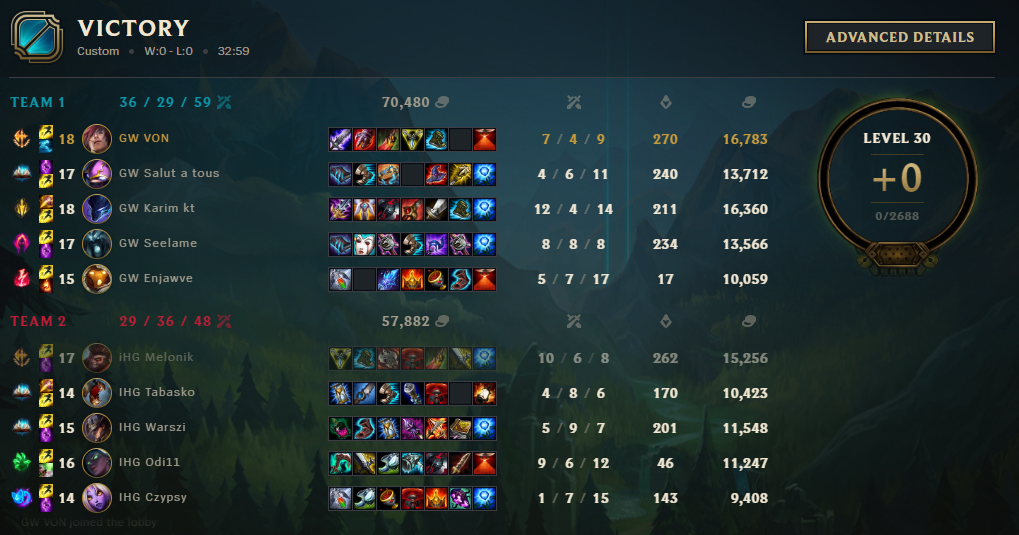 VICTORY
Custom • W:0 - L:0 • 32:59
ADVANCED DETAILS
TEAM 1 36 / 29 / 59 70,480
18 GW VON 7 / 4 / 9 270 16,783
17 GW Salut a tous 4 / 6 / 11 240 13,712
18 GW Karim kt 12 / 4 / 14 211 16,360
17 GW Seelame 8 / 8 / 8 234 13,566
15 GW Enjawve 5 / 7 / 17 17 10,059
LEVEL 30
+0
0/2688
TEAM 2 29 / 36 / 48 57,882
17 iHG Melonik 10 / 6 / 8 262 15,256
14 IHG Tabasko 4 / 8 / 6 170 10,423
15 IHG Warszi 5 / 9 / 7 201 11,548
16 IHG Odi11 9 / 6 / 12 46 11,247
14 IHG Czypsy 1 / 7 / 15 143 9,408
GW VON joined the lobby